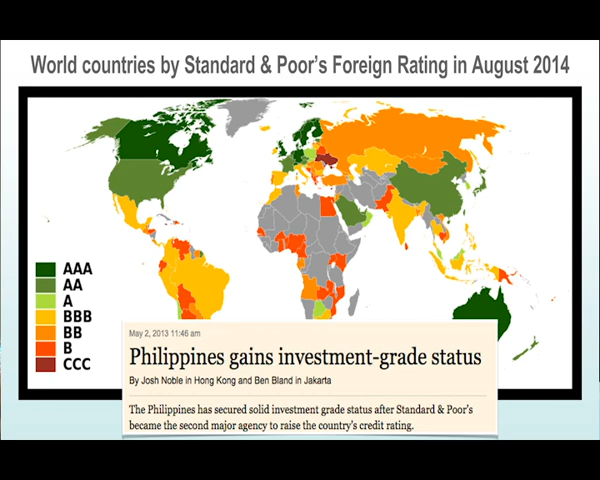 World countries by Standard & Poor's Foreign Rating in August 2014
AAA
AA
A
BBB
BB
B
CCC
May 2, 2013 11:46 am
Philippines gains investment-grade status
By Josh Noble in Hong Kong and Ben Bland in Jakarta
The Philippines has secured solid investment grade status after Standard & Poor's
became the second major agency to raise the country's credit rating.